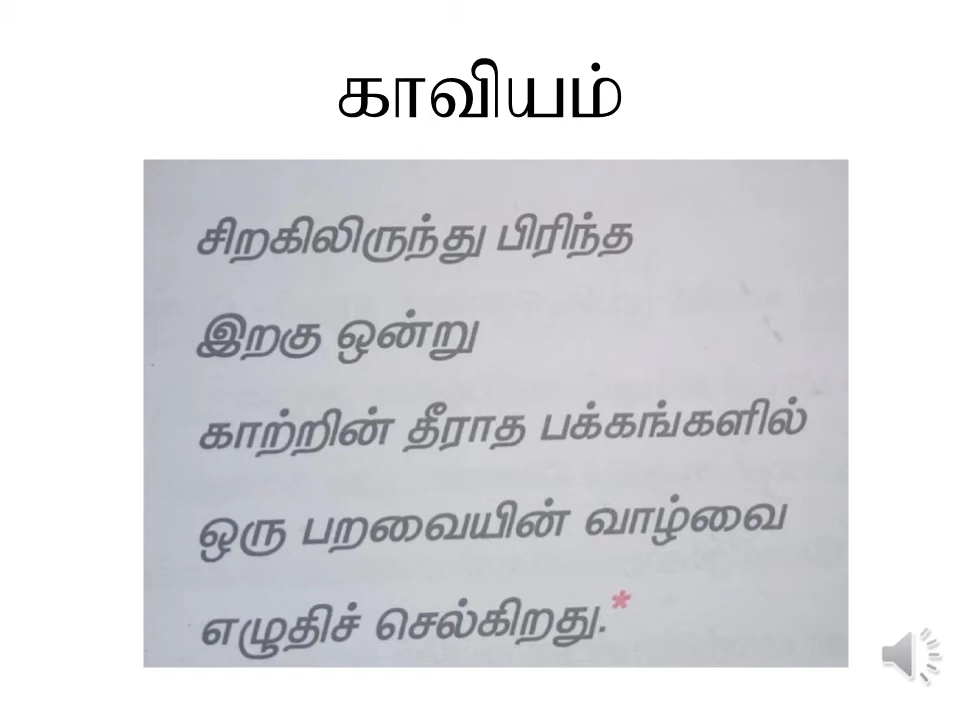 காவியம்
சிறகிலிருந்து பிரிந்த
இறகு ஒன்று
காற்றின் தீராத பக்கங்களில்
ஒரு பறவையின் வாழ்வை
எழுதிச் செல்கிறது.*